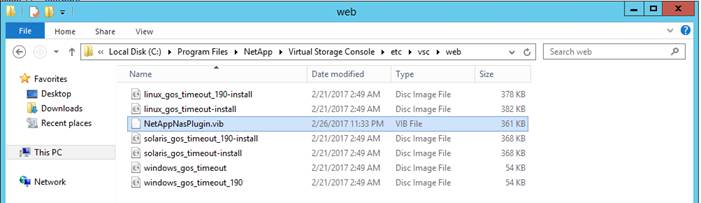 web
File
Home
Share
View
« Local Disk (C:) ▸ Program Files ▸ NetApp ▸ Virtual Storage Console ▸ etc ▸ vsc ▸ web
Search web
Favorites
Desktop
Downloads
Recent places
This PC
Network
Name Date modified Type Size
linux_gos_timeout_190-install 2/21/2017 2:49 AM Disc Image File 378 KB
linux_gos_timeout-install 2/21/2017 2:49 AM Disc Image File 382 KB
NetAppNasPlugin.vib 2/26/2017 11:33 PM VIB File 361 KB
solaris_gos_timeout_190-install 2/21/2017 2:49 AM Disc Image File 368 KB
solaris_gos_timeout-install 2/21/2017 2:49 AM Disc Image File 368 KB
windows_gos_timeout 2/21/2017 2:49 AM Disc Image File 54 KB
windows_gos_timeout_190 2/21/2017 2:49 AM Disc Image File 54 KB